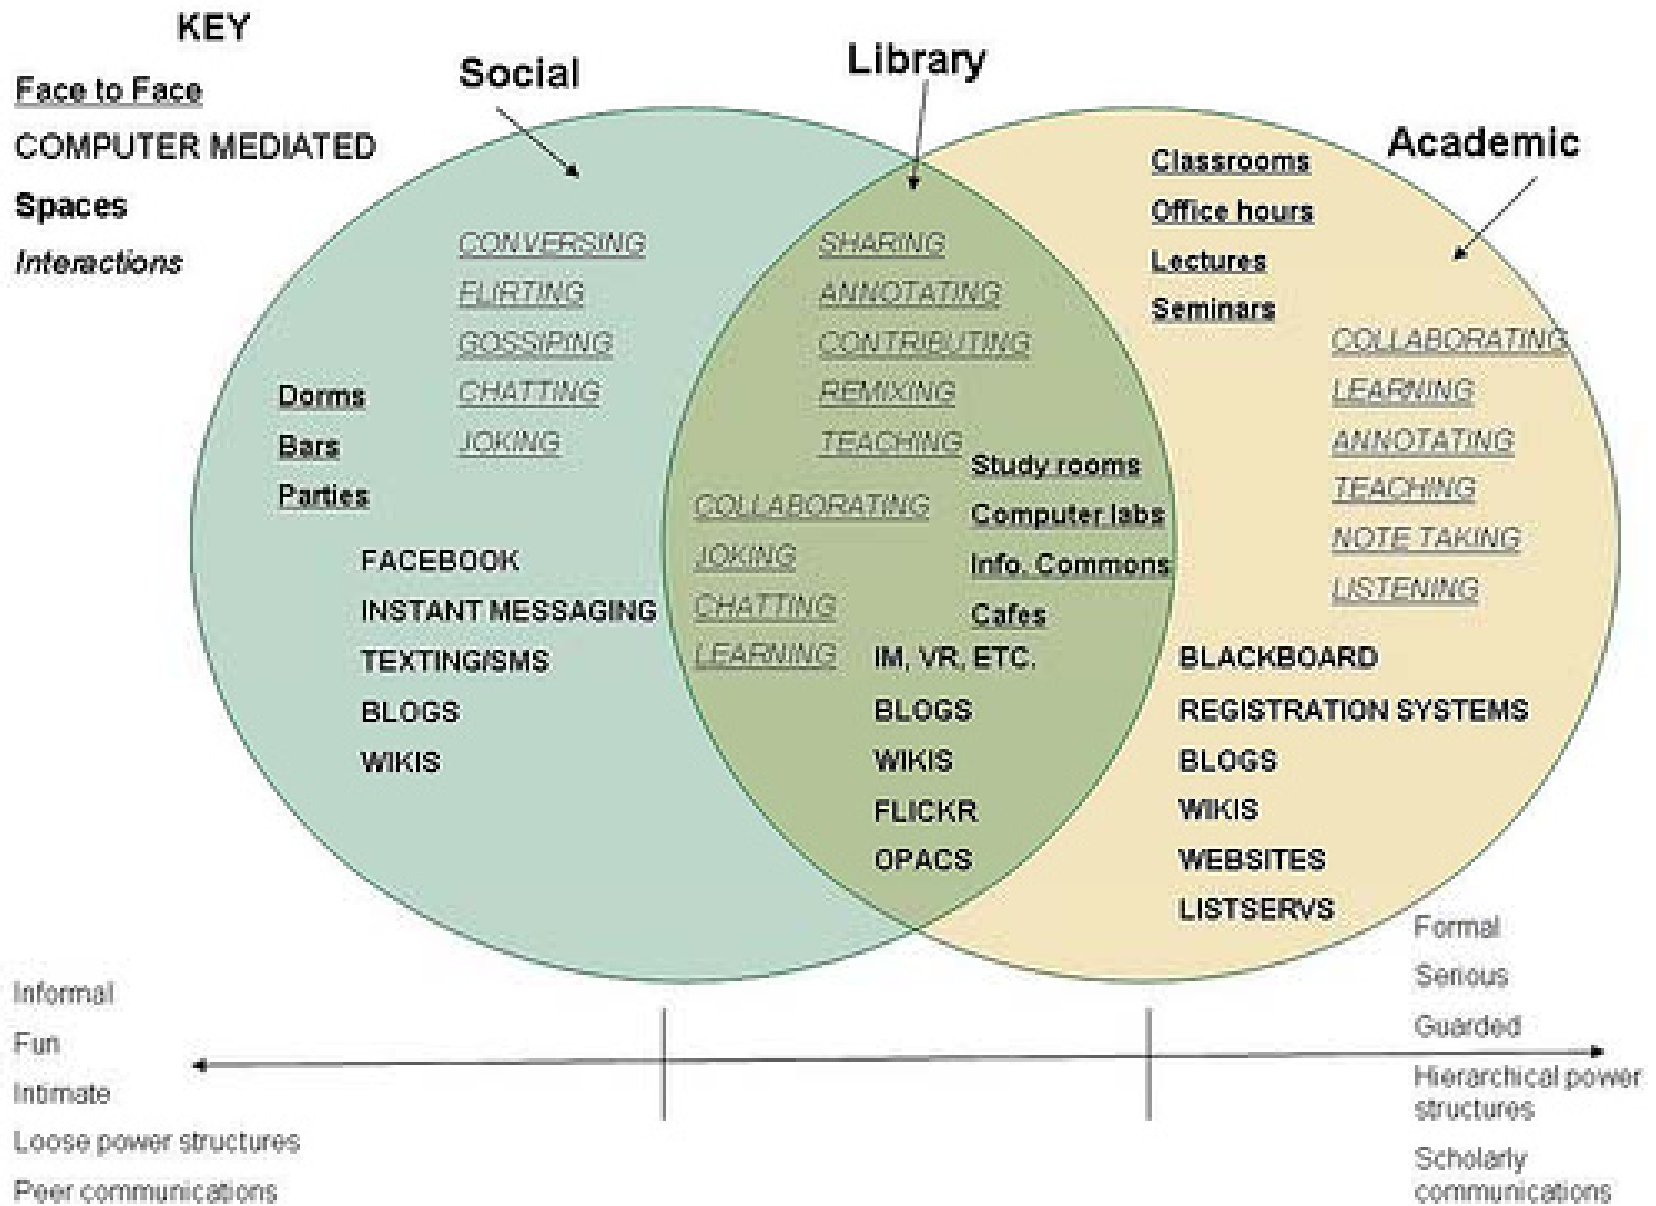 KEY
Face to Face
COMPUTER MEDIATED
Spaces
Interactions
Social
Library
Academic
CONVERSING
FLIRTING
GOSSIPING
CHATTING
JOKING
Dorms
Bars
Parties
FACEBOOK
INSTANT MESSAGING
TEXTING/SMS
BLOGS
WIKIS
SHARING
ANNOTATING
CONTRIBUTING
REMIXING
TEACHING
COLLABORATING
JOKING
CHATTING
LEARNING
Study rooms
Computer labs
Info. Commons
Cafes
IM, VR, ETC.
BLOGS
WIKIS
FLICKR
OPACS
Classrooms
Office hours
Lectures
Seminars
COLLABORATING
LEARNING
ANNOTATING
TEACHING
NOTE TAKING
LISTENING
BLACKBOARD
REGISTRATION SYSTEMS
BLOGS
WIKIS
WEBSITES
LISTSERVS
Informal
Fun
Intimate
Loose power structures
Peer communications
Formal
Serious
Guarded
Hierarchical power
structures
Scholarly
communications